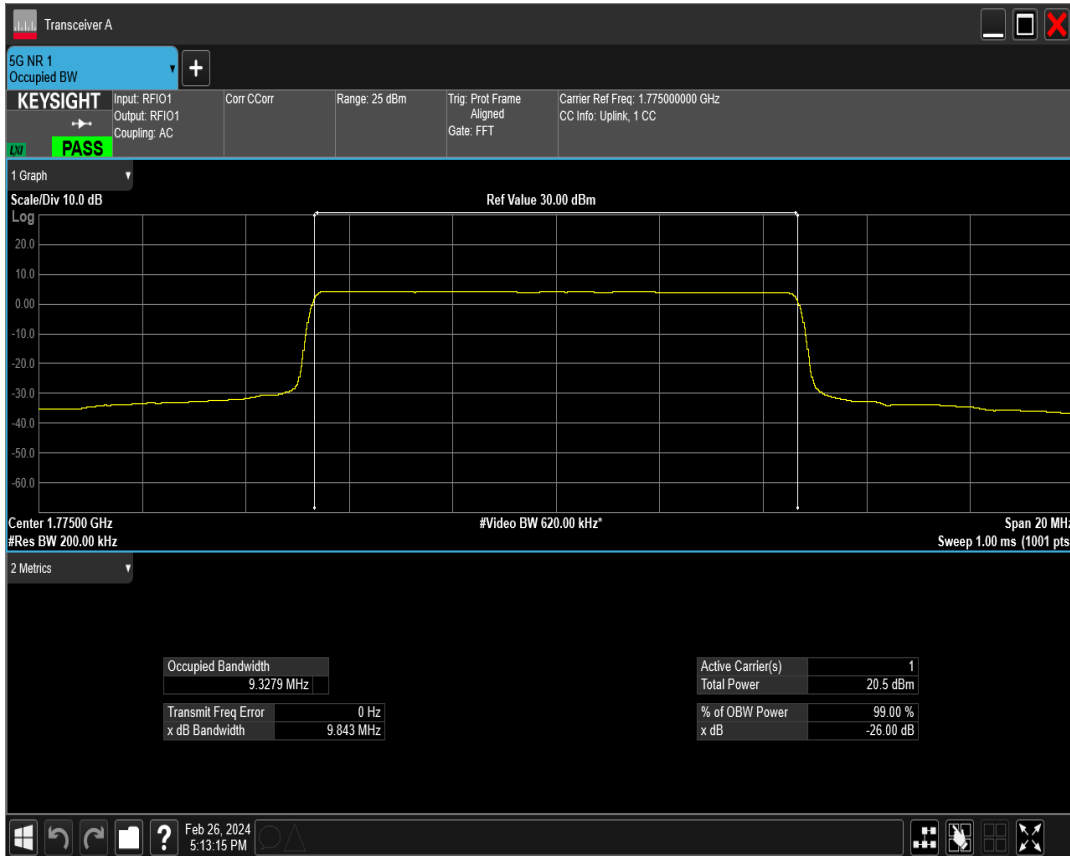 Transceiver A
5G NR 1
Occupied BW
KEYSIGHT
LXI
PASS
Input: RFIO1
Output: RFIO1
Coupling: AC
Corr CCorr
Range: 25 dBm
Trig: Prot Frame
Aligned
Gate: FFT
Carrier Ref Freq: 1.775000000 GHz
CC Info: Uplink, 1 CC
1 Graph
Scale/Div 10.0 dB
Ref Value 30.00 dBm
Log
20.0
10.0
0.00
-10.0
-20.0
-30.0
-40.0
-50.0
-60.0
Center 1.77500 GHz
#Video BW 620.00 kHz*
Span 20 MHz
#Res BW 200.00 kHz
Sweep 1.00 ms (1001 pts
2 Metrics
Occupied Bandwidth
9.3279 MHz
Transmit Freq Error 0 Hz
x dB Bandwidth 9.843 MHz
Active Carrier(s) 1
Total Power 20.5 dBm
% of OBW Power 99.00 %
x dB -26.00 dB
?
Feb 26, 2024
5:13:15 PM